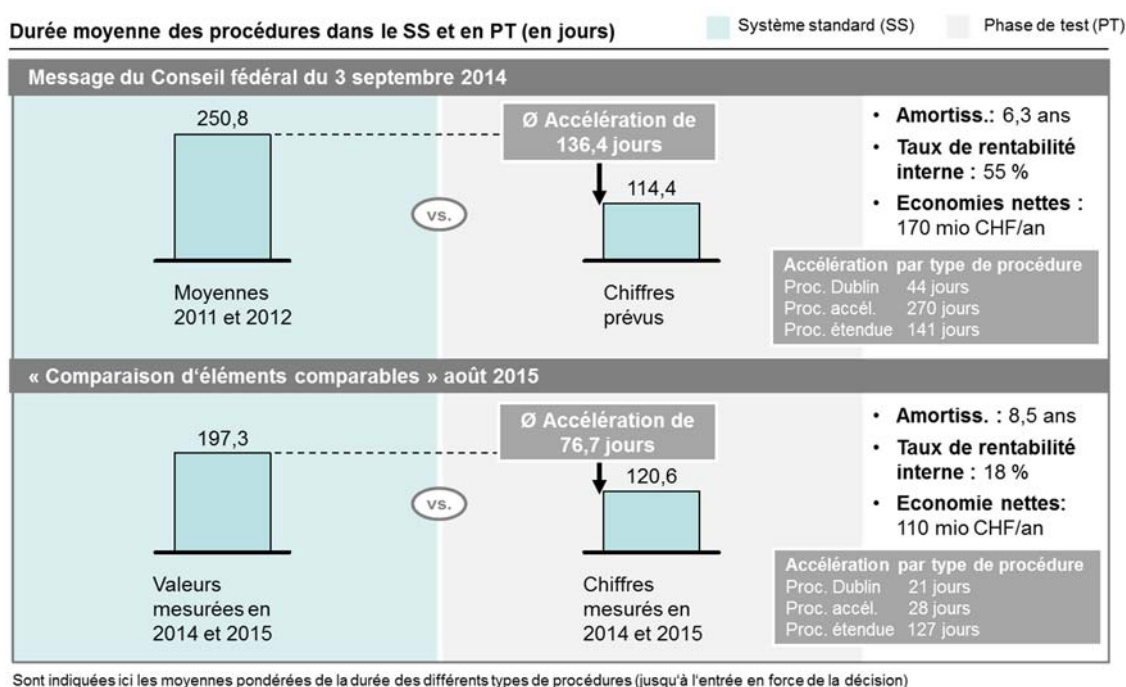 Durée moyenne des procédures dans le SS et en PT (en jours)
Système standard (SS)
Phase de test (PT)
Message du Conseil fédéral du 3 septembre 2014
250,8
Ø Accélération de
136,4 jours
114,4
vs.
Moyennes
2011 et 2012
Chiffres
prévus
• Amortiss.: 6,3 ans
• Taux de rentabilité
interne : 55 %
• Economies nettes :
170 mio CHF/an
Accélération par type de procédure
Proc. Dublin 44 jours
Proc. accél. 270 jours
Proc. étendue 141 jours
« Comparaison d'éléments comparables » août 2015
197,3
Ø Accélération de
76,7 jours
120,6
vs.
Valeurs
mesurées en
2014 et 2015
Chiffres
mesurés en
2014 et 2015
• Amortiss. : 8,5 ans
• Taux de rentabilité
interne : 18 %
• Economie nettes:
110 mio CHF/an
Accélération par type de procédure
Proc. Dublin 21 jours
Proc. accél. 28 jours
Proc. étendue 127 jours
Sont indiquées ici les moyennes pondérées de la durée des différents types de procédures (jusqu'à l'entrée en force de la décision)